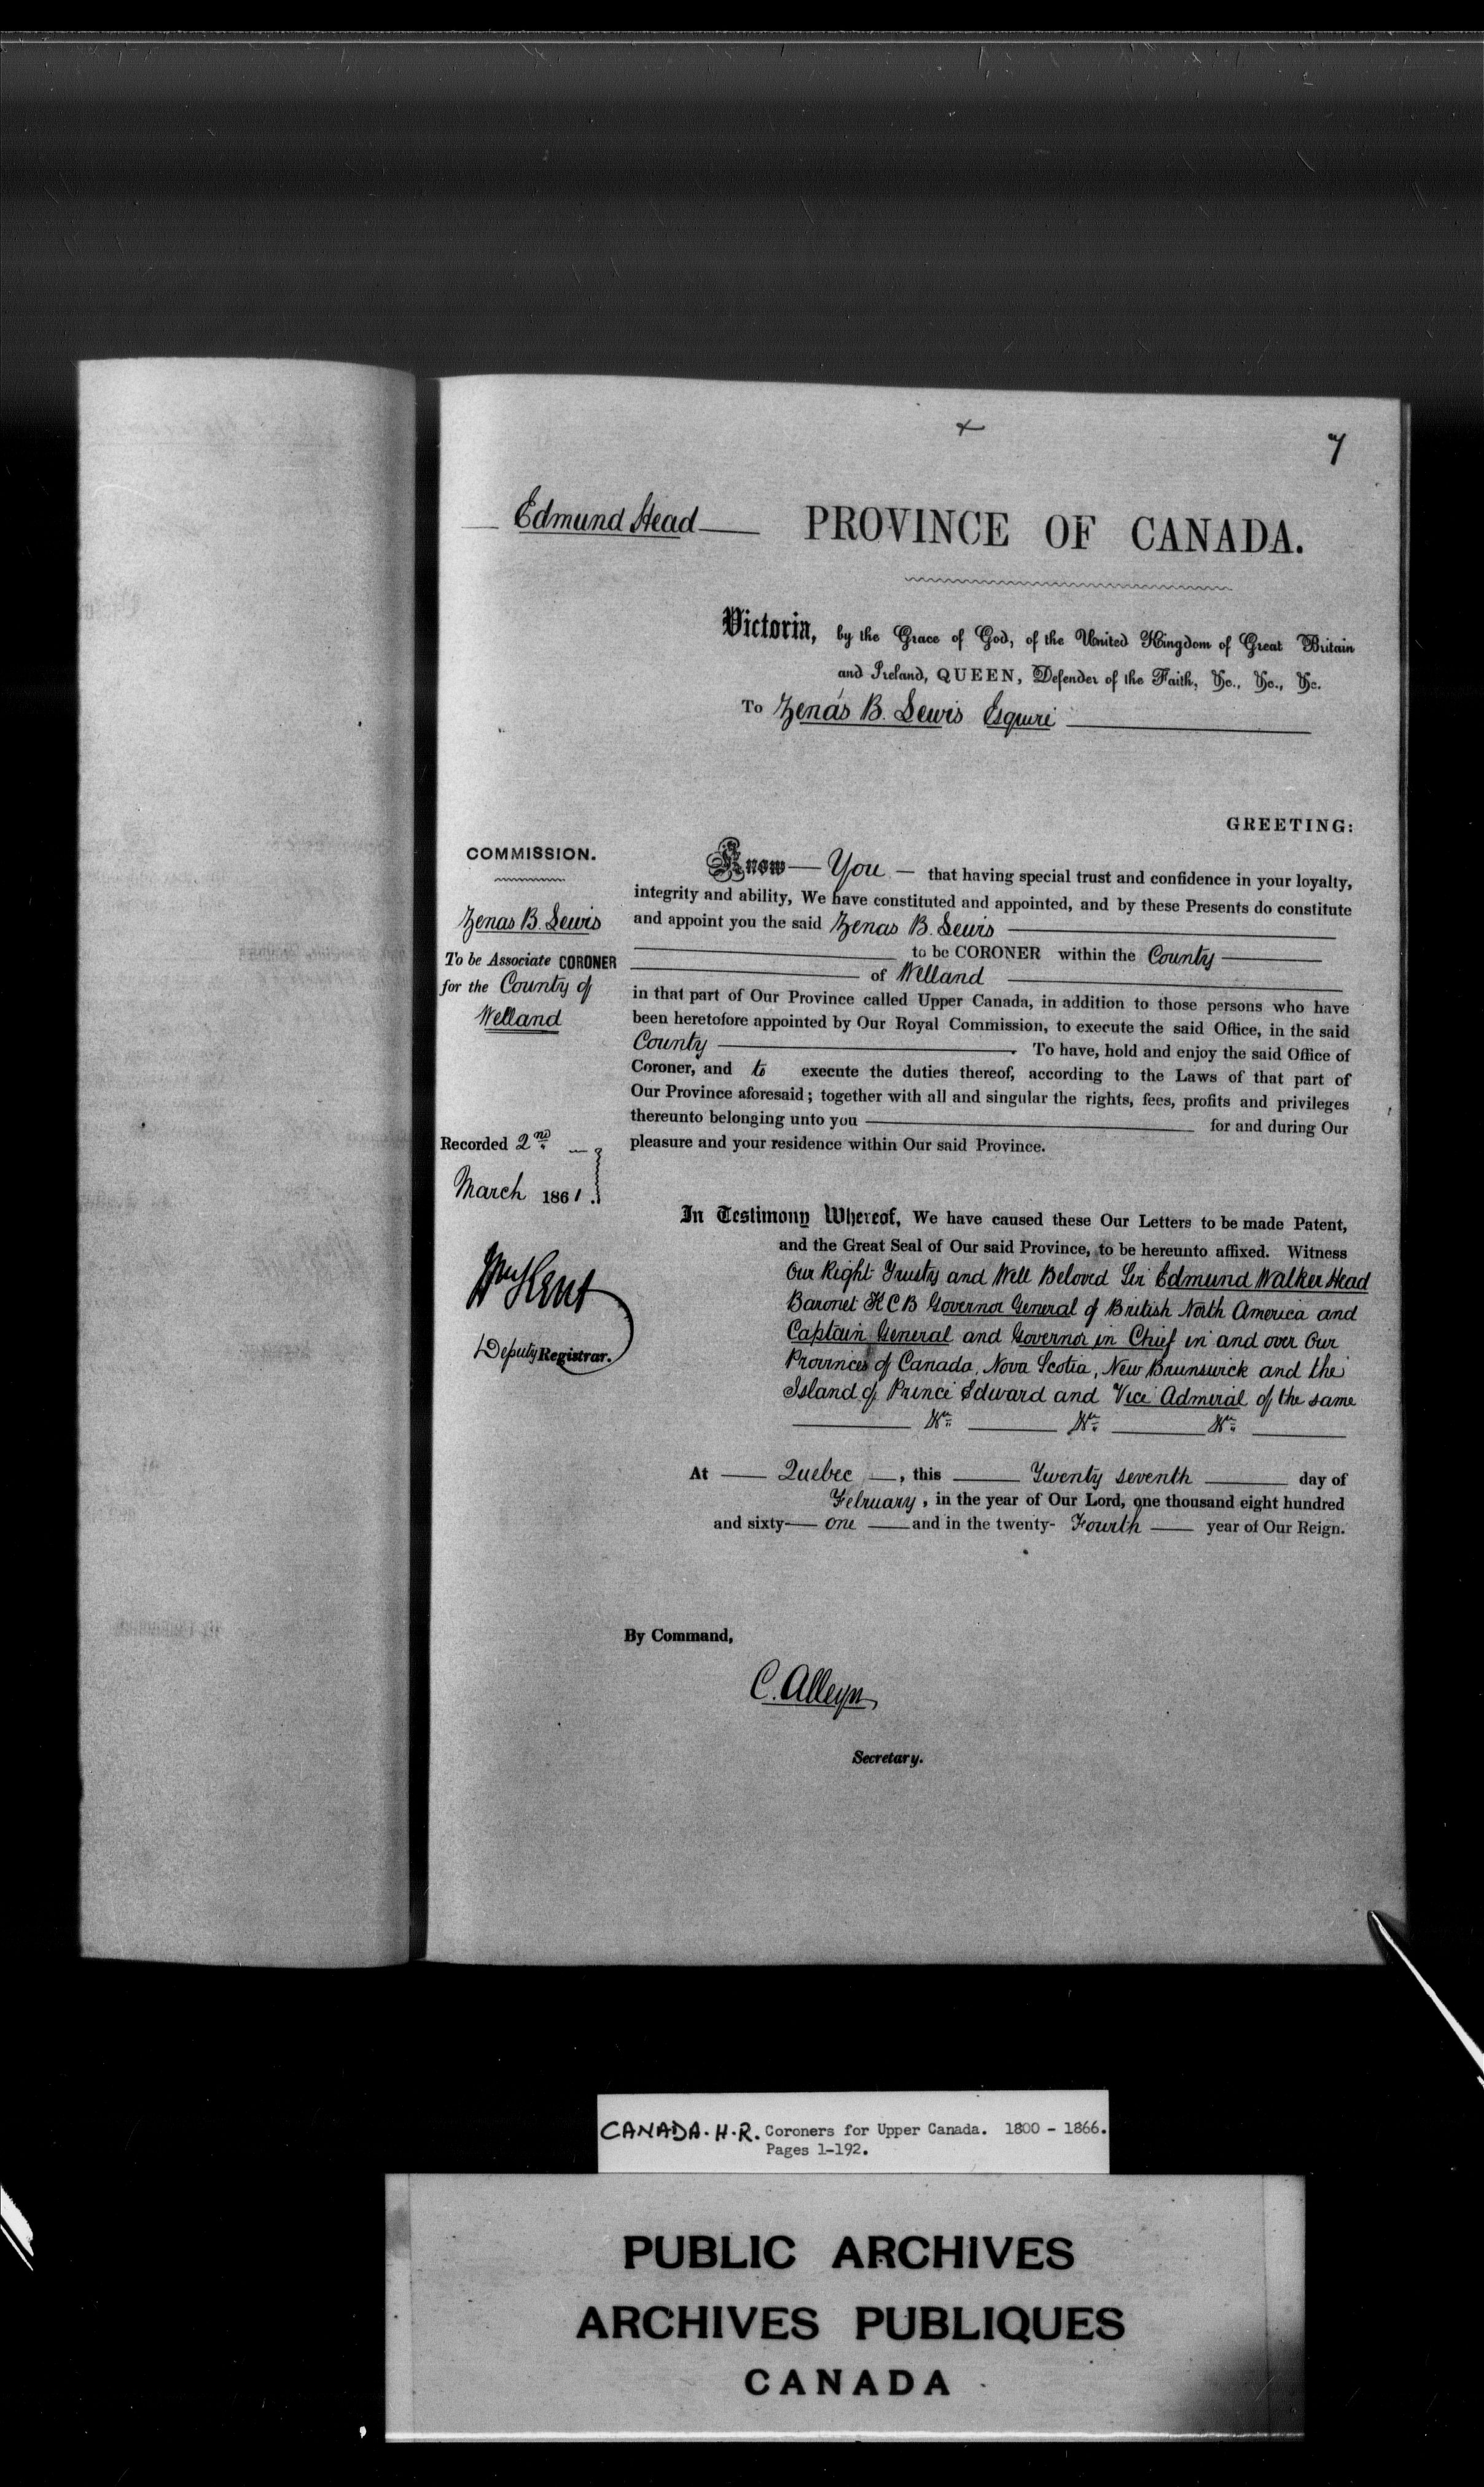 7
Edmund Head
PROVINCE OF CANADA.
Victoria, by the Grace of God, of the United Kingdom of Great Britain
and Ireland, QUEEN, Defender of the Faith, &c., &c., &c.
To Zenas B. Lewis Esquire
GREETING:
COMMISSION.
Zenas B. Lewis
To be Associate CORONER
for the County of
Welland
Recorded 2nd
March 1861.
Wm Kent
Deputy Registrar.
Know You that having special trust and confidence in your loyalty,
integrity and ability, We have constituted and appointed, and by these Presents do constitute
and appoint you the said Zenas B. Lewis
to be CORONER within the County
of Welland
in that part of Our Province called Upper Canada, in addition to those persons who have
been heretofore appointed by Our Royal Commission, to execute the said Office, in the said
County . To have, hold and enjoy the said Office of
Coroner, and to execute the duties thereof, according to the Laws of that part of
Our Province aforesaid; together with all and singular the rights, fees, profits and privileges
thereunto belonging unto you for and during Our
pleasure and your residence within Our said Province.
In Testimony Whereof, We have caused these Our Letters to be made Patent,
and the Great Seal of Our said Province, to be hereunto affixed. Witness
Our Right Trusty and Well Beloved Sir Edmund Walker Head
Baronet K C B Governor General of British North America and
Captain General and Governor in Chief in and over Our
Provinces of Canada, Nova Scotia, New Brunswick and the
Island of Prince Edward and Vice Admiral of the same
&c &c &c
At Quebec, this Twenty seventh day of
February, in the year of Our Lord, one thousand eight hundred
and sixty-one and in the twenty-Fourth year of Our Reign.
By Command,
C. Alleyn
Secretary.
CANADA. H.R. Coroners for Upper Canada. 1800 - 1866.
Pages 1-192.
PUBLIC ARCHIVES
ARCHIVES PUBLIQUES
CANADA